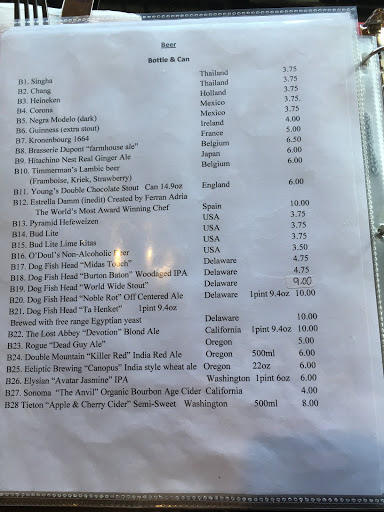 Beer
Bottle & Can
B1. Singha Thailand 3.75
B2. Chang Thailand 3.75
B3. Heineken Holland 3.75
B4. Corona Mexico 3.75
B5. Negra Modelo (dark) Mexico 3.75
B6. Guinness (extra stout) Ireland 4.00
B7. Kronenbourg 1664 France 5.00
B8. Brasserie Dupont "farmhouse ale" Belgium 6.50
B9. Hitachino Nest Real Ginger Ale Japan 6.00
B10. Timmerman's Lambic beer Belgium 6.00
(Framboise, Kriek, Strawberry)
B11. Young's Double Chocolate Stout Can 14.9oz England 6.00
B12. Estrella Damm (inedit) Created by Ferran Adria
The World's Most Award Winning Chef Spain 10.00
B13. Pyramid Hefeweizen USA 3.75
B14. Bud Lite USA 3.75
B15. Bud Lite Lime Ritas USA 3.75
B16. O'Doul's Non-Alcoholic Beer USA 3.50
B17. Dog Fish Head "Midas Touch" Delaware 4.75
B18. Dog Fish Head "Burton Baton" Woodaged IPA Delaware 4.75
B19. Dog Fish Head "World Wide Stout" Delaware 9.00
B20. Dog Fish Head "Noble Rot" Off Centered Ale Delaware 1pint 9.4oz 10.00
B21. Dog Fish Head "Ta Henket" 1pint 9.4oz
Brewed with free range Egyptian yeast Delaware 10.00
B22. The Lost Abbey "Devotion" Blond Ale California 1pint 9.4oz 10.00
B23. Rogue "Dead Guy Ale" Oregon 5.00
B24. Double Mountain "Killer Red" India Red Ale Oregon 500ml 6.00
B25. Ecliptic Brewing "Canopus" India style wheat ale Oregon 22oz 6.00
B26. Elysian "Avatar Jasmine" IPA Washington 1pint 6oz 6.00
B27. Sonoma "The Anvil" Organic Bourbon Age Cider California 4.00
B28 Tieton "Apple & Cherry Cider" Semi-Sweet Washington 500ml 8.00